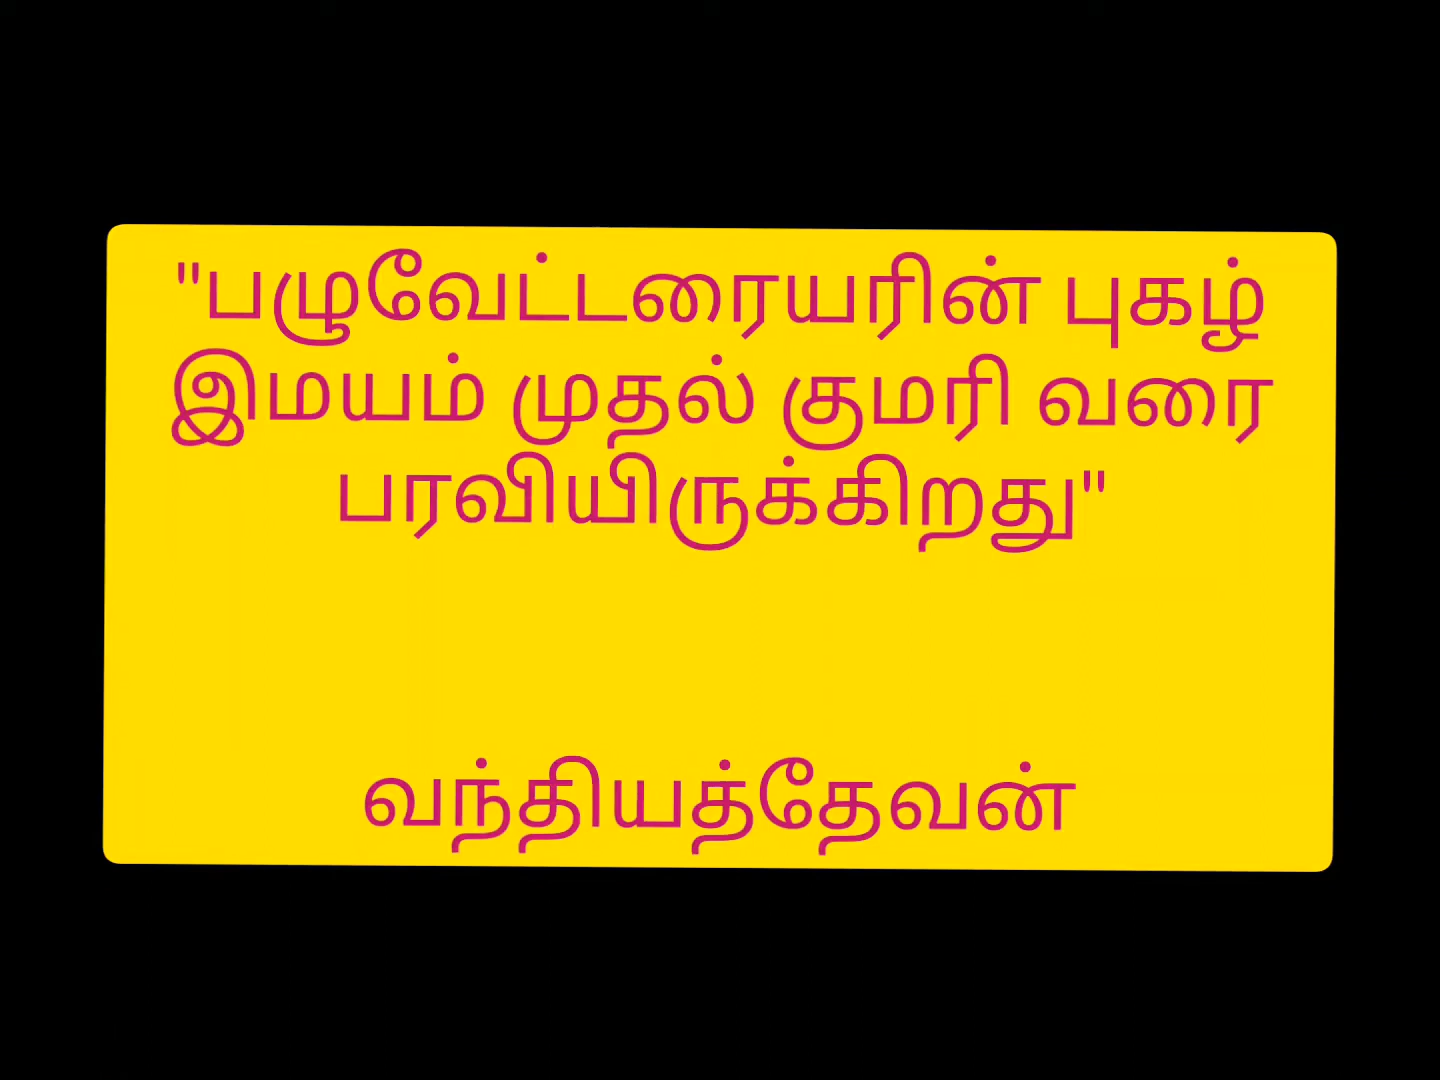 "பழுவேட்டரையரின் புகழ்
இமயம் முதல் குமரி வரை
பரவியிருக்கிறது"
வந்தியத்தேவன்